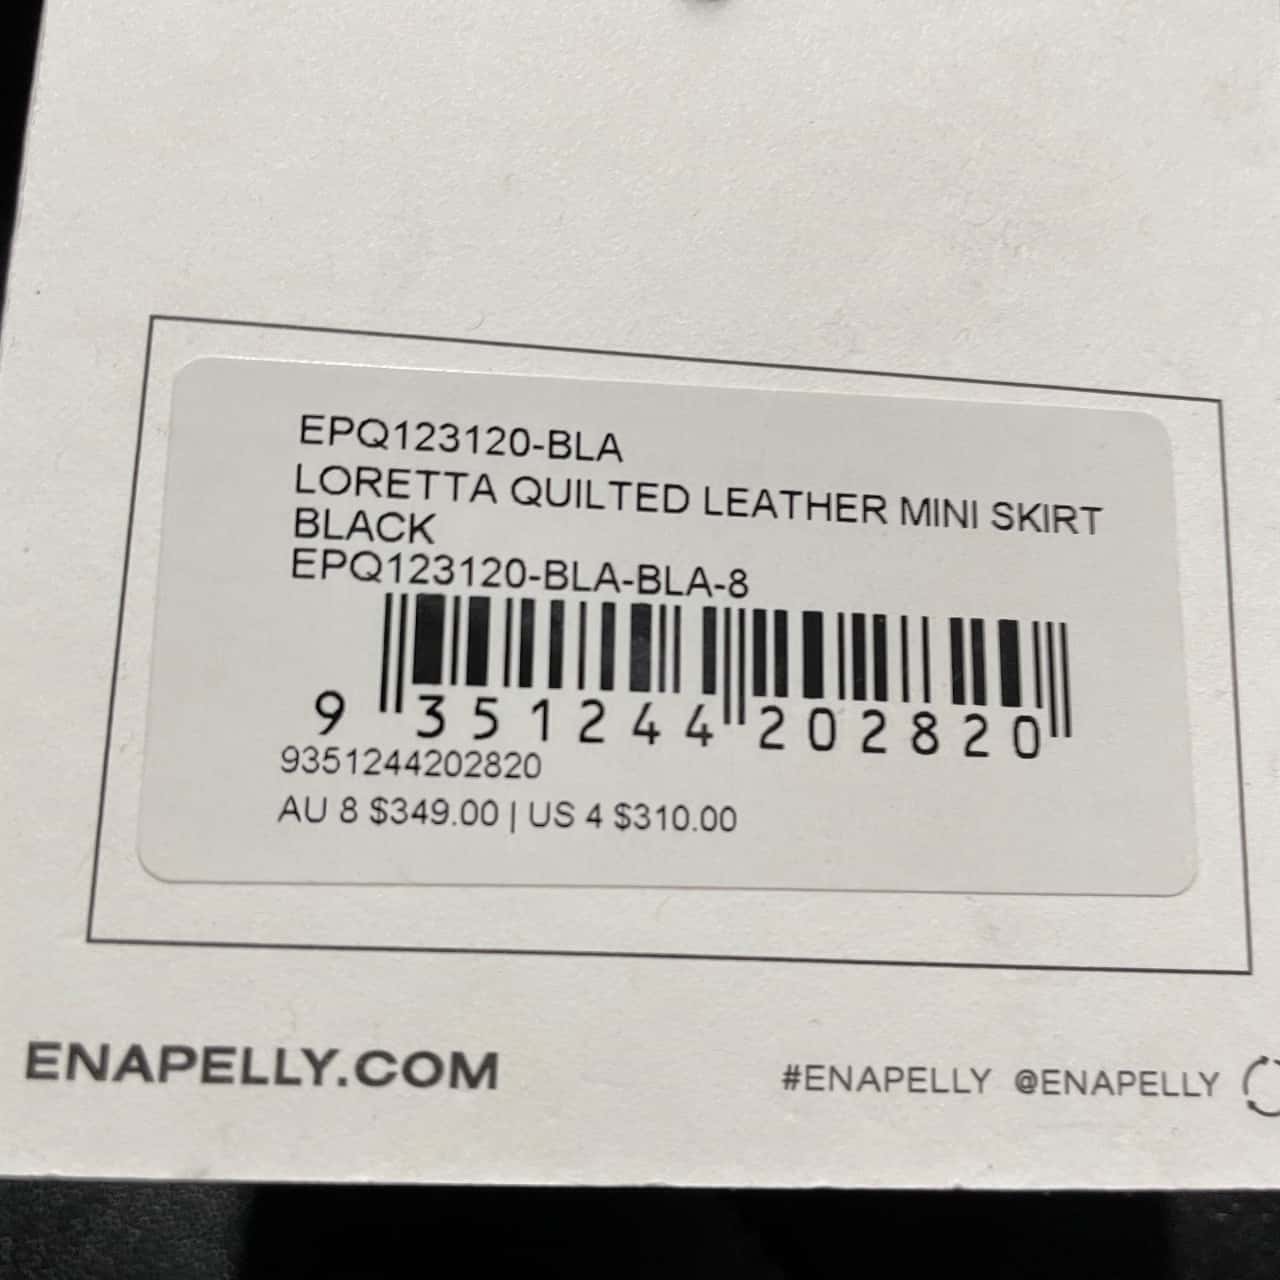 EPQ123120-BLA
LORETTA QUILTED LEATHER MINI SKIRT
BLACK
EPQ123120-BLA-BLA-8
9 351244 202820
9351244202820
AU 8 $349.00 | US 4 $310.00
ENAPELLY.COM
#ENAPELLY @ENAPELLY